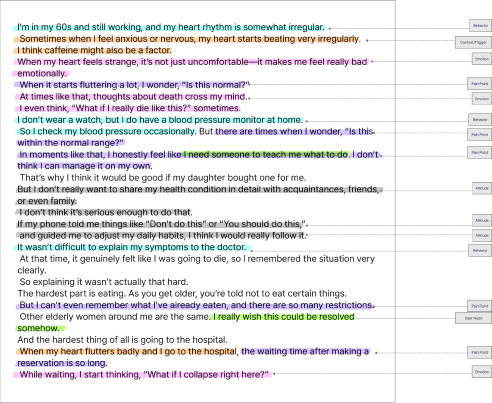 I'm in my 60s and still working, and my heart rhythm is somewhat irregular.
Behavior
Sometimes when I feel anxious or nervous, my heart starts beating very irregularly.
Context/Trigger
I think caffeine might also be a factor.
When my heart feels strange, it's not just uncomfortable—it makes me feel really bad
Emotion
emotionally.
When it starts fluttering a lot, I wonder, "Is this normal?"
Pain Point
At times like that, thoughts about death cross my mind.
Emotion
I even think, "What if I really die like this?" sometimes.
I don't wear a watch, but I do have a blood pressure monitor at home.
Behavior
So I check my blood pressure occasionally. But there are times when I wonder, "Is this
Pain Point
within the normal range?"
In moments like that, I honestly feel like I need someone to teach me what to do. I don't
Pain Point
think I can manage it on my own.
That's why I think it would be good if my daughter bought one for me.
But I don't really want to share my health condition in detail with acquaintances, friends,
Attitude
or even family.
I don't think it's serious enough to do that.
If my phone told me things like "Don't do this" or "You should do this,"
Attitude
and guided me to adjust my daily habits, I think I would really follow it.
Attitude
It wasn't difficult to explain my symptoms to the doctor.
Behavior
At that time, it genuinely felt like I was going to die, so I remembered the situation very
clearly.
So explaining it wasn't actually that hard.
The hardest part is eating. As you get older, you're told not to eat certain things.
But I can't even remember what I've already eaten, and there are so many restrictions.
Pain Point
Other elderly women around me are the same. I really wish this could be resolved
User Need
somehow.
And the hardest thing of all is going to the hospital.
When my heart flutters badly and I go to the hospital, the waiting time after making a
Pain Point
reservation is so long.
While waiting, I start thinking, "What if I collapse right here?"
Emotion